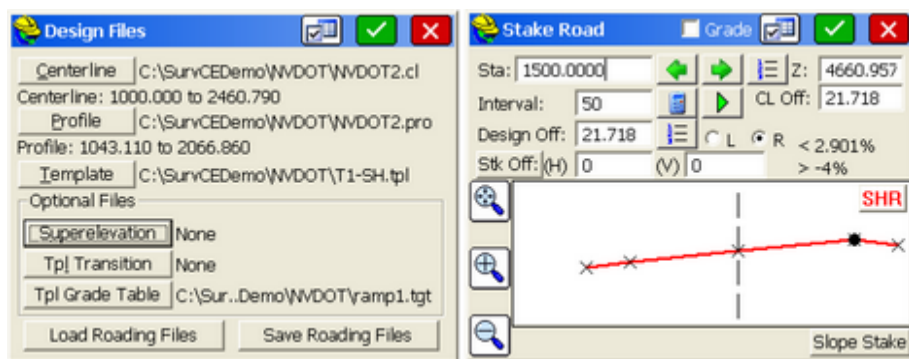 Design Files
Centerline C:\SurvCEDemo\NVDOT\NVDOT2.cl
Centerline: 1000.000 to 2460.790
Profile C:\SurvCEDemo\NVDOT\NVDOT2.pro
Profile: 1043.110 to 2066.860
Template C:\SurvCEDemo\NVDOT\T1-SH.tpl
Optional Files
Superelevation None
Tpl Transition None
Tpl Grade Table C:\Sur..Demo\NVDOT\ramp1.tgt
Load Roading Files Save Roading Files
Stake Road Grade
Sta: 1500.0000 Z: 4660.957
Interval: 50 CL Off: 21.718
Design Off: 21.718 L R < 2.901%
Stk Off: (H) 0 (V) 0 > -4%
SHR
Slope Stake